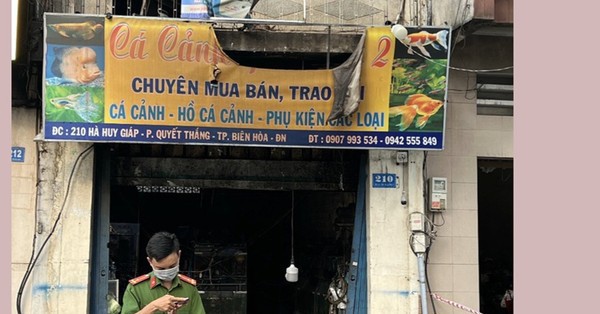 Cá Cản 2
CHUYÊN MUA BÁN, TRAO
CÁ CẢNH - HỒ CÁ CẢNH - PHỤ KIỆN CÁC LOẠI
ĐC : 210 HÀ HUY GIÁP - P. QUYẾT THẮNG - TP. BIÊN HÒA - ĐN ĐT : 0907 993 534 - 0942 555 849
212
210